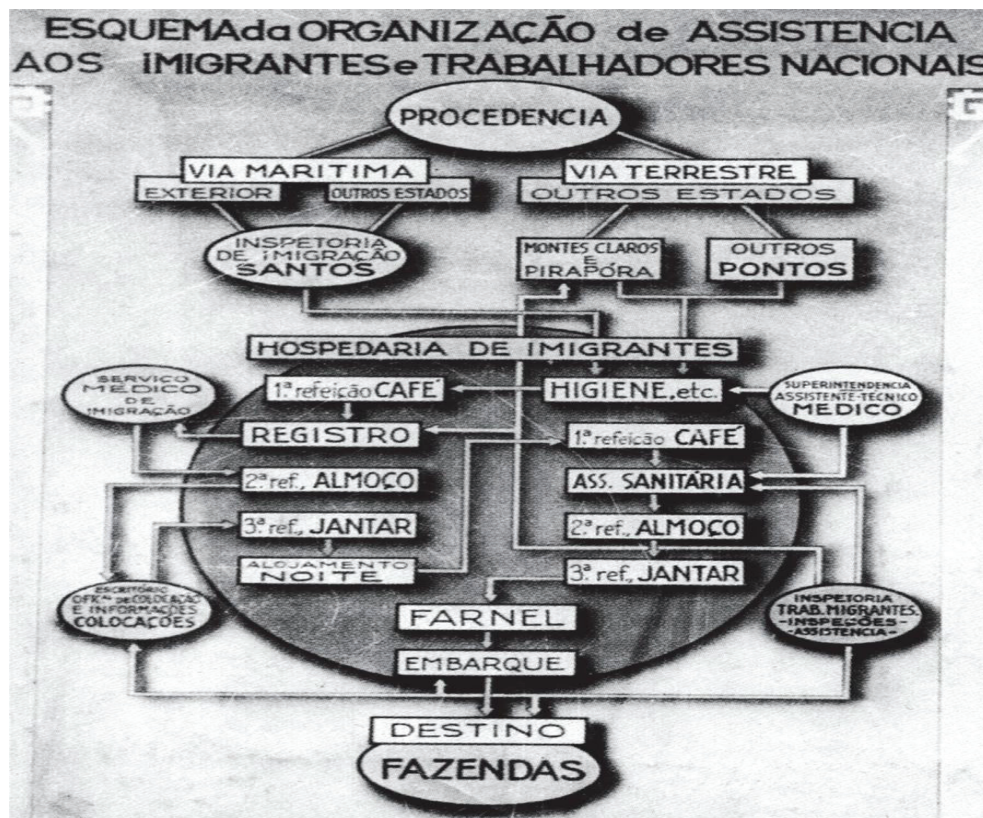 ESQUEMA da ORGANIZAÇÃO de ASSISTENCIA
AOS IMIGRANTES e TRABALHADORES NACIONAIS
PROCEDENCIA
VIA MARITIMA
EXTERIOR
OUTROS ESTADOS
VIA TERRESTRE
OUTROS ESTADOS
INSPETORIA
DE IMIGRAÇÃO
SANTOS
MONTES CLAROS
E
PIRAPÓRA
OUTROS
PONTOS
HOSPEDARIA DE IMIGRANTES
SERVIÇO
MEDICO
DE
IMIGRAÇÃO
1ª refeição CAFÉ
HIGIENE, etc.
SUPERINTENDENCIA
ASSISTENTE-TECNICO
MEDICO
REGISTRO
1ª refeição CAFÉ
2ª ref., ALMOÇO
ASS. SANITÁRIA
3ª ref., JANTAR
2ª ref., ALMOÇO
ALOJAMENTO
NOITE
3ª ref., JANTAR
ESCRITÓRIO
DE COLOCAÇÃO
E INFORMAÇÕES
COLOCAÇÕES
FARNEL
INSPETORIA
TRAB. MIGRANTES.
-INSPEÇÕES-
-ASSISTENCIA-
EMBARQUE
DESTINO
FAZENDAS